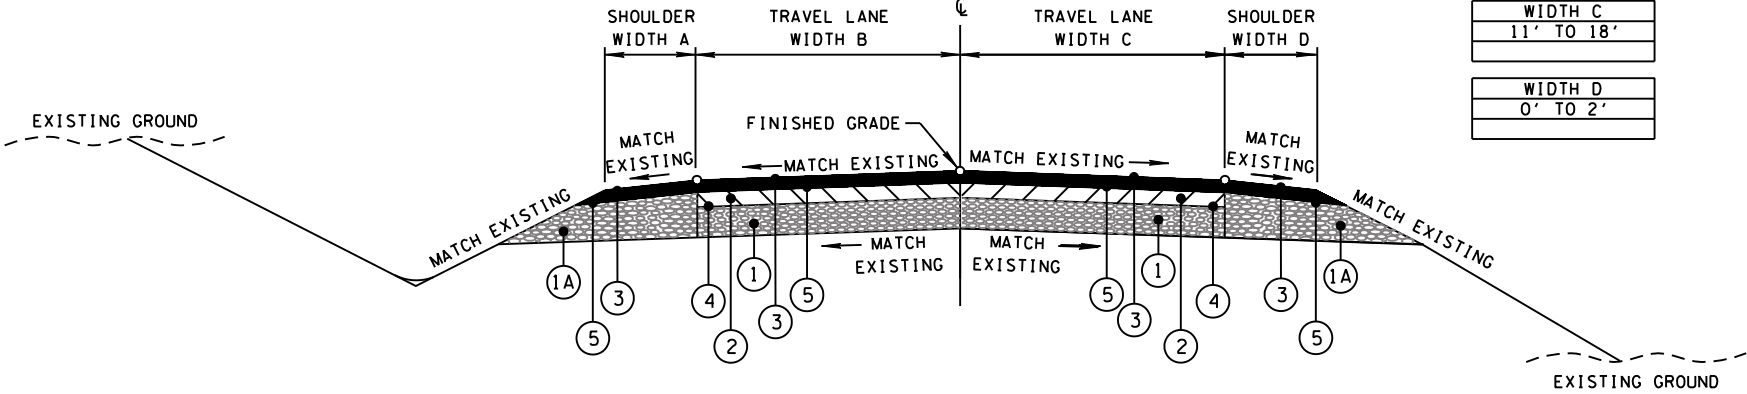 SHOULDER
WIDTH A
TRAVEL LANE
WIDTH B
℄
TRAVEL LANE
WIDTH C
SHOULDER
WIDTH D
WIDTH C
11' TO 18'
WIDTH D
0' TO 2'
EXISTING GROUND
MATCH
EXISTING
FINISHED GRADE
MATCH EXISTING
MATCH EXISTING
MATCH
EXISTING
MATCH EXISTING
MATCH EXISTING
MATCH
EXISTING
MATCH
EXISTING
1A
3
5
4
2
1
3
5
5
3
1
2
4
3
5
1A
EXISTING GROUND